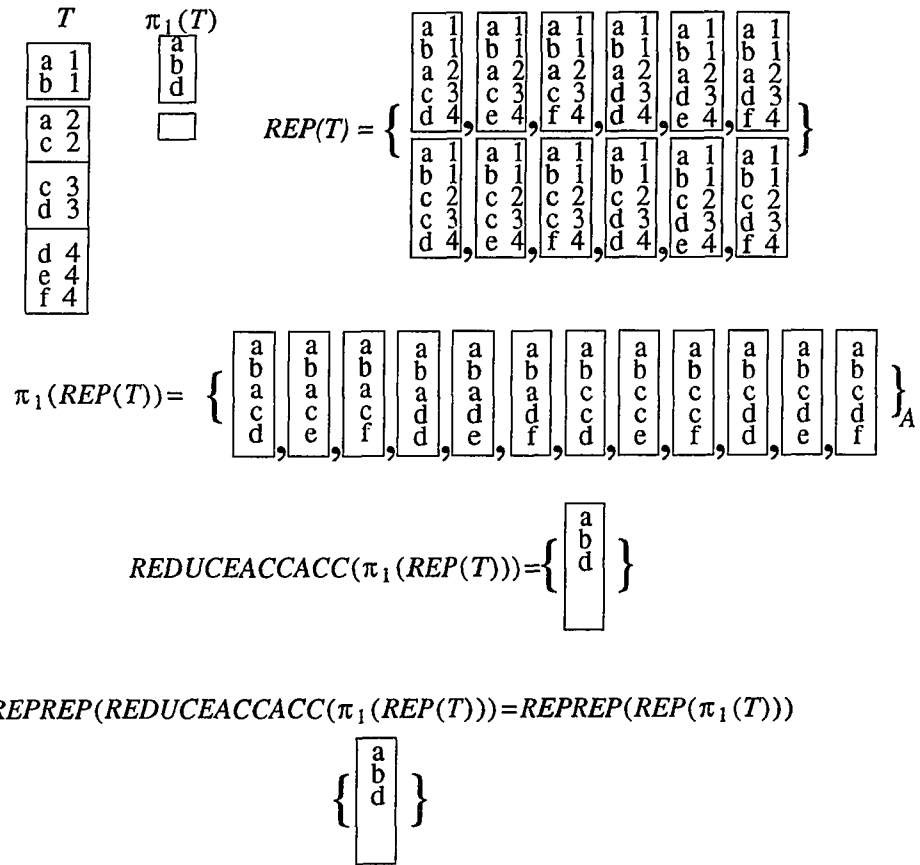 T π₁(T)
a 1
b 1
a 2
c 2
c 3
d 3
d 4
e 4
f 4
a
b
d
REP(T) = {
a 1 a 1 a 1 a 1 a 1 a 1
b 1 b 1 b 1 b 1 b 1 b 1
a 2 a 2 a 2 a 2 a 2 a 2
c 3 c 3 c 3 d 3 d 3 d 3
d 4, e 4, f 4, d 4, e 4, f 4
a 1 a 1 a 1 a 1 a 1 a 1
b 1 b 1 b 1 b 1 b 1 b 1
c 2 c 2 c 2 c 2 c 2 c 2
c 3 c 3 c 3 d 3 d 3 d 3
d 4, e 4, f 4, d 4, e 4, f 4
}
π₁(REP(T))= {
a a a a a a a a a a a a
b b b b b b b b b b b b
a a a a a a c c c c c c
c c c d d d c c c d d d
d, e, f, d, e, f, d, e, f, d, e, f
}A
REDUCEACCACC(π₁(REP(T)))={
a
b
d
}
REPREP(REDUCEACCACC(π₁(REP(T)))=REPREP(REP(π₁(T)))
{
a
b
d
}